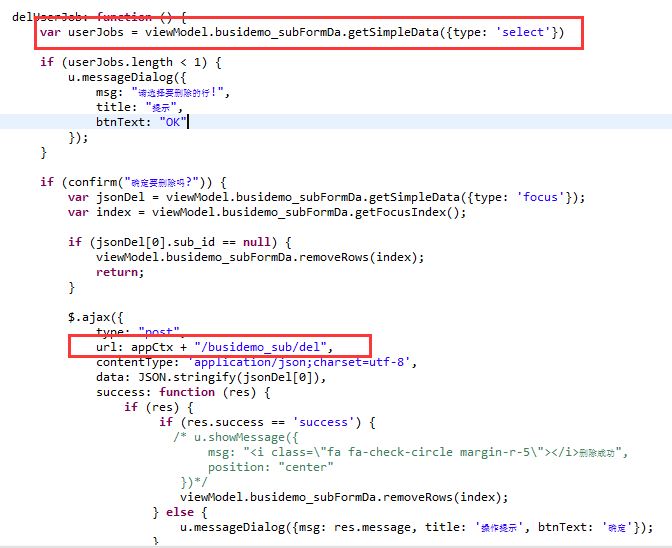 delUserJob: function () {
var userJobs = viewModel.busidemo_subFormDa.getSimpleData({type: 'select'})
if (userJobs.length < 1) {
u.messageDialog({
msg: "请选择要删除的行!",
title: "提示",
btnText: "OK"
});
}
if (confirm("确定要删除吗?")) {
var jsonDel = viewModel.busidemo_subFormDa.getSimpleData({type: 'focus'});
var index = viewModel.busidemo_subFormDa.getFocusIndex();
if (jsonDel[0].sub_id == null) {
viewModel.busidemo_subFormDa.removeRows(index);
return;
}
$.ajax({
type: "post",
url: appCtx + "/busidemo_sub/del",
contentType: 'application/json;charset=utf-8',
data: JSON.stringify(jsonDel[0]),
success: function (res) {
if (res) {
if (res.success == 'success') {
/* u.showMessage({
msg: "<i class=\"fa fa-check-circle margin-r-5\"></i>删除成功",
position: "center"
})*/
viewModel.busidemo_subFormDa.removeRows(index);
} else {
u.messageDialog({msg: res.message, title: '操作提示', btnText: '确定'});
}